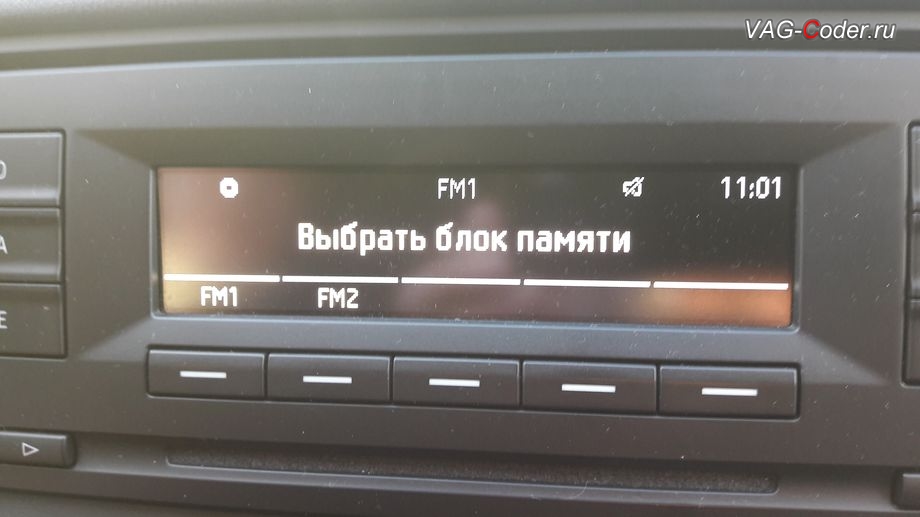 VAG-Coder.ru
FM1 11:01
Выбрать блок памяти
FM1 FM2